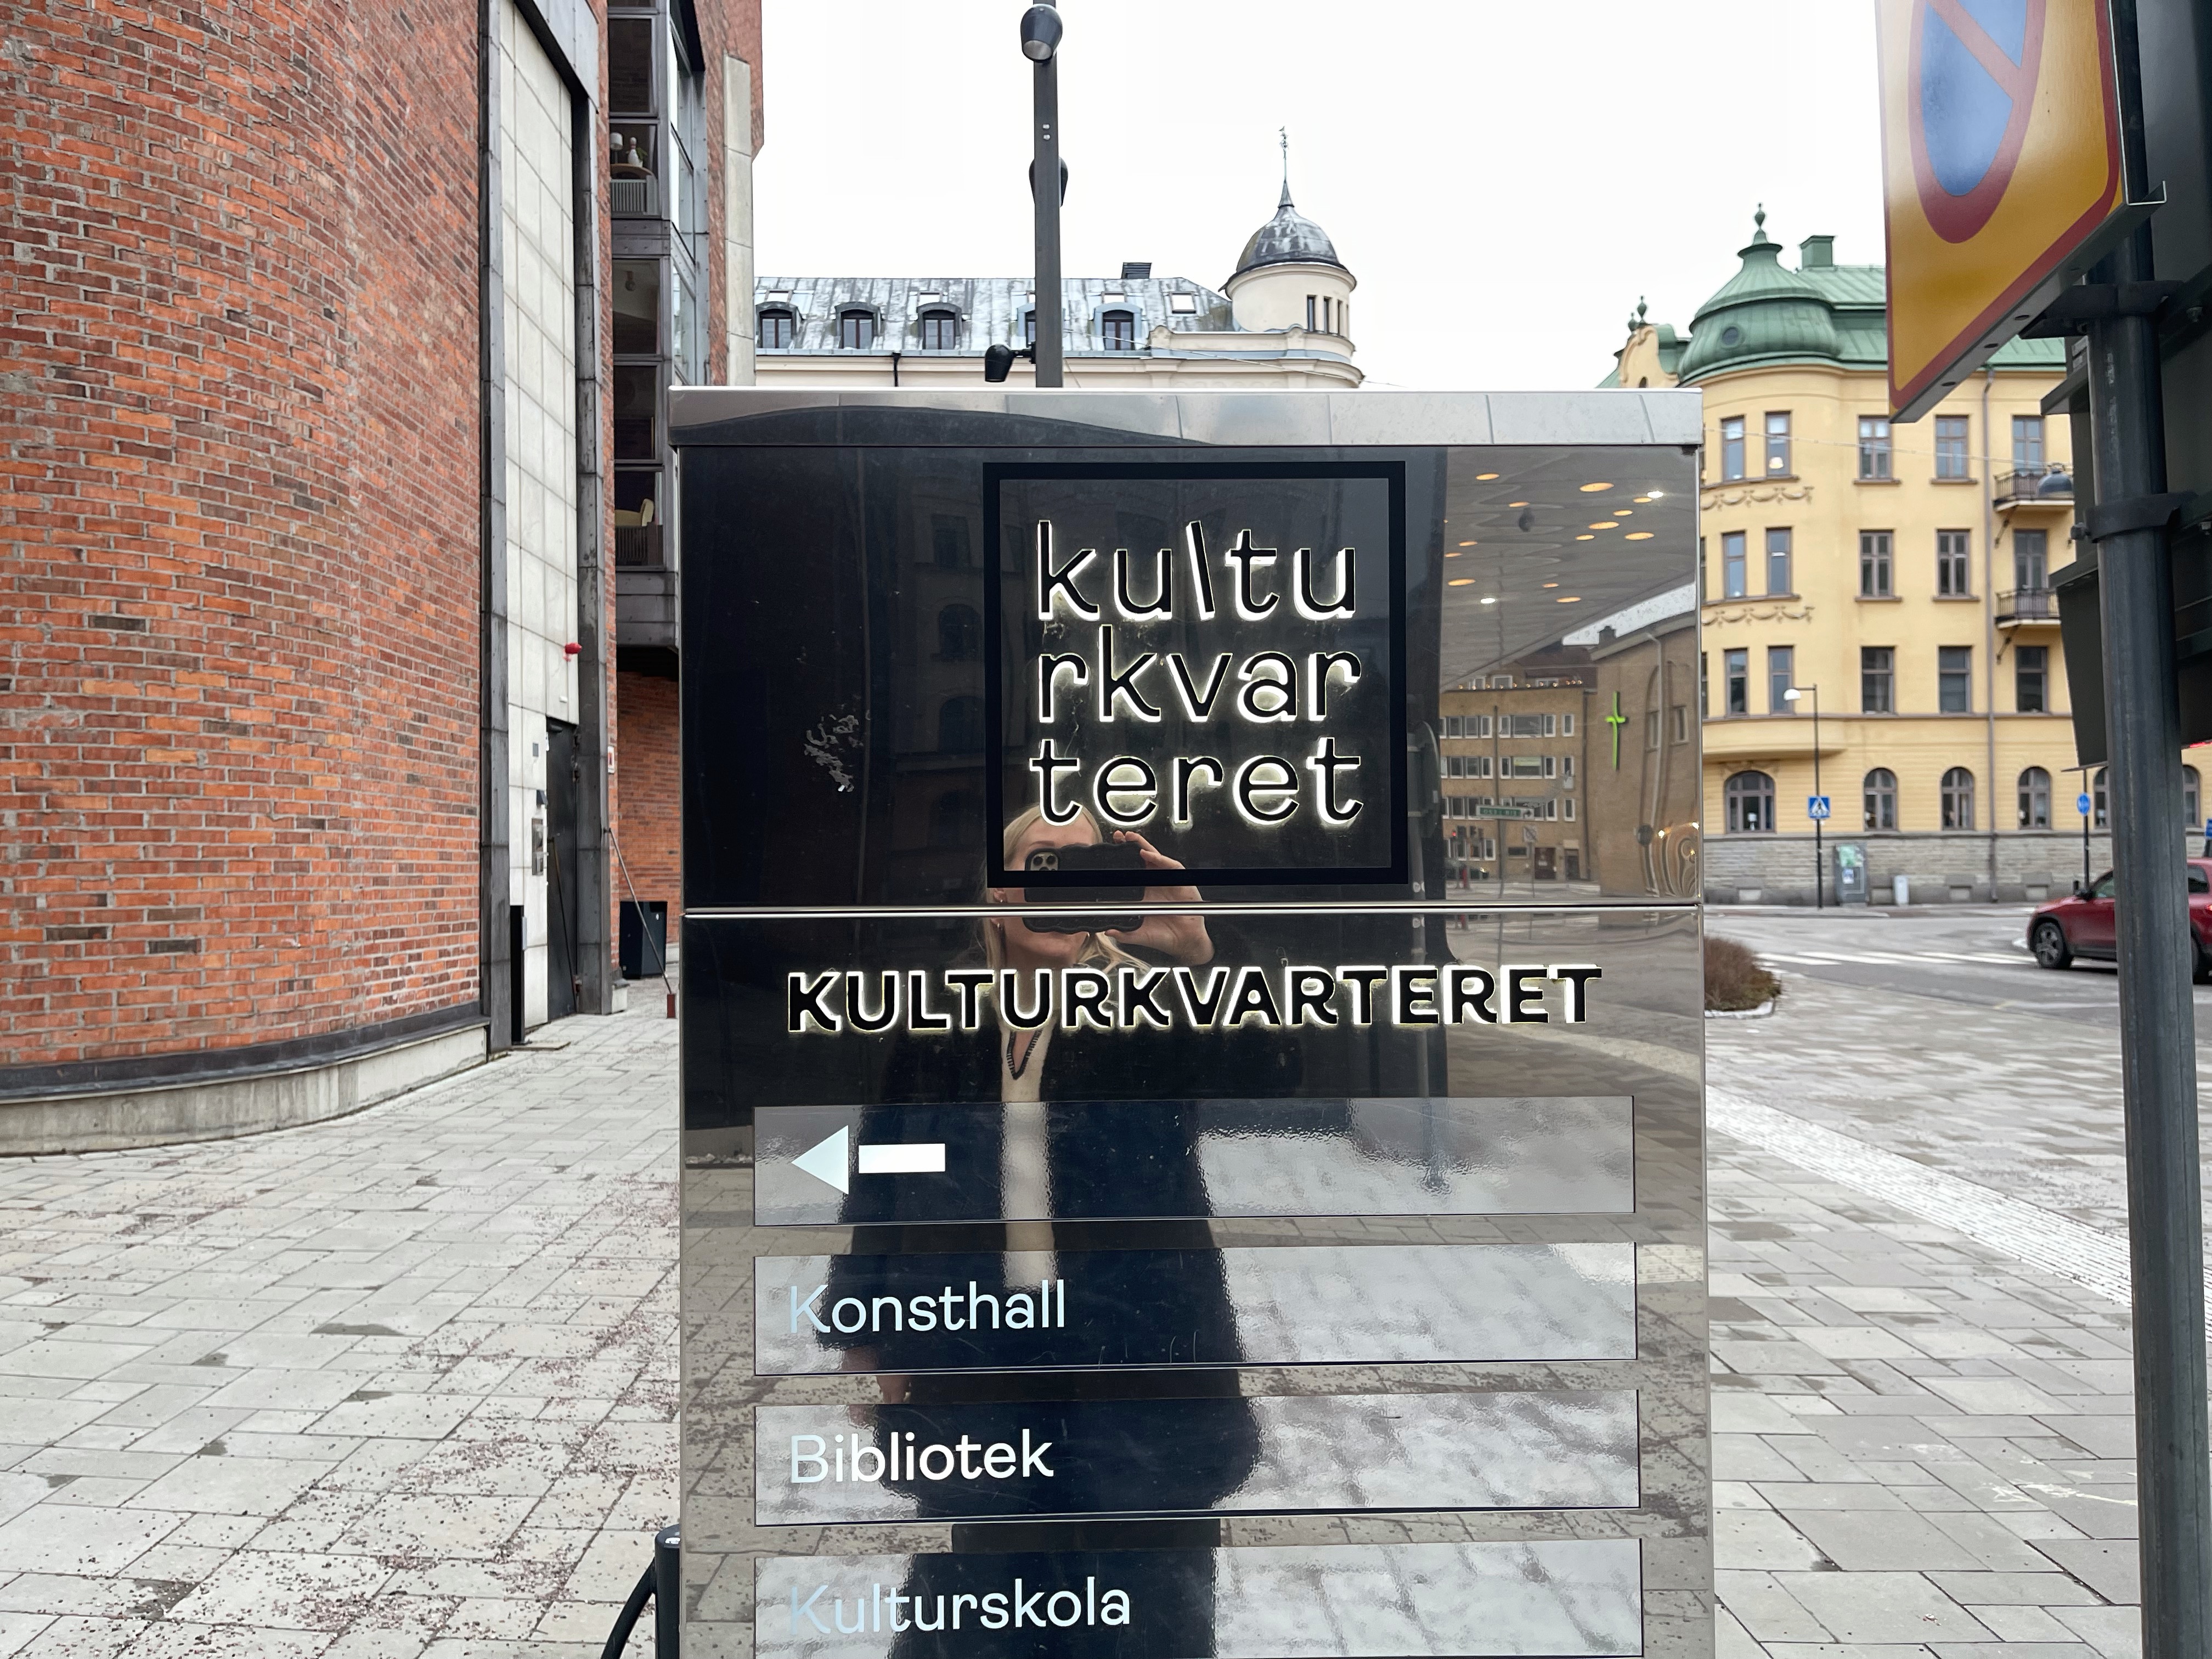 kultu
rkvar
teret
KULTURKVARTERET
Konsthall
Bibliotek
Kulturskola